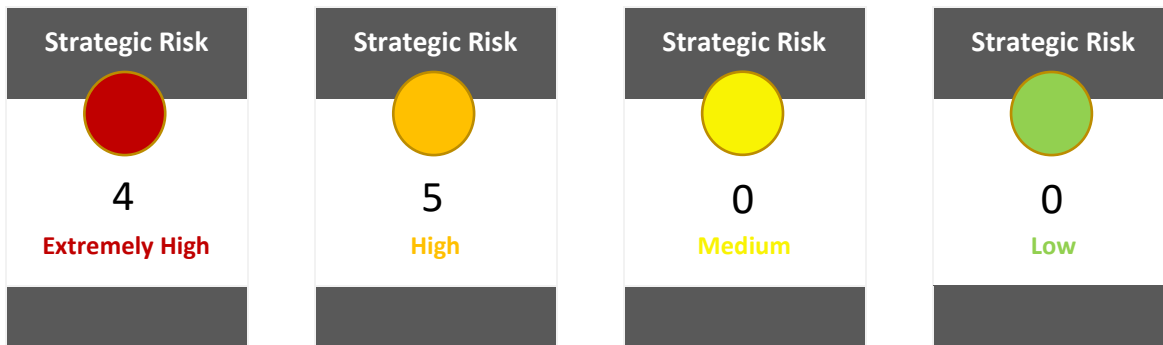 Strategic Risk
4
Extremely High
Strategic Risk
5
High
Strategic Risk
0
Medium
Strategic Risk
0
Low